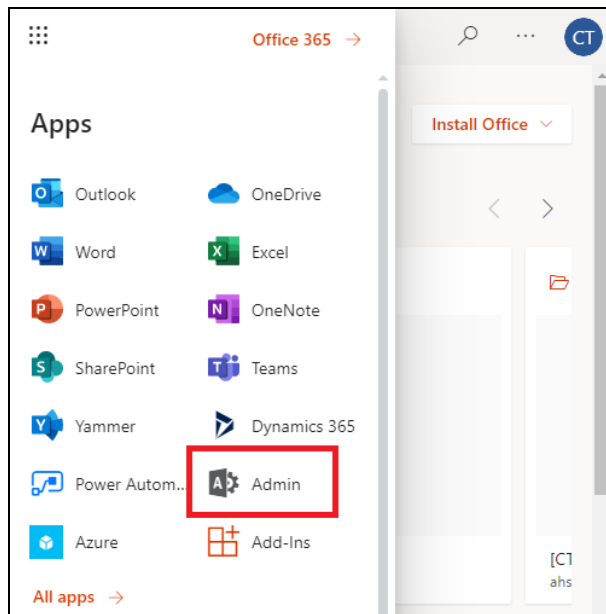 Office 365 →
CT
Apps
Install Office
Outlook
OneDrive
Word
Excel
PowerPoint
OneNote
SharePoint
Teams
Yammer
Dynamics 365
Power Autom...
Admin
Azure
Add-Ins
All apps →
[CT
ahs